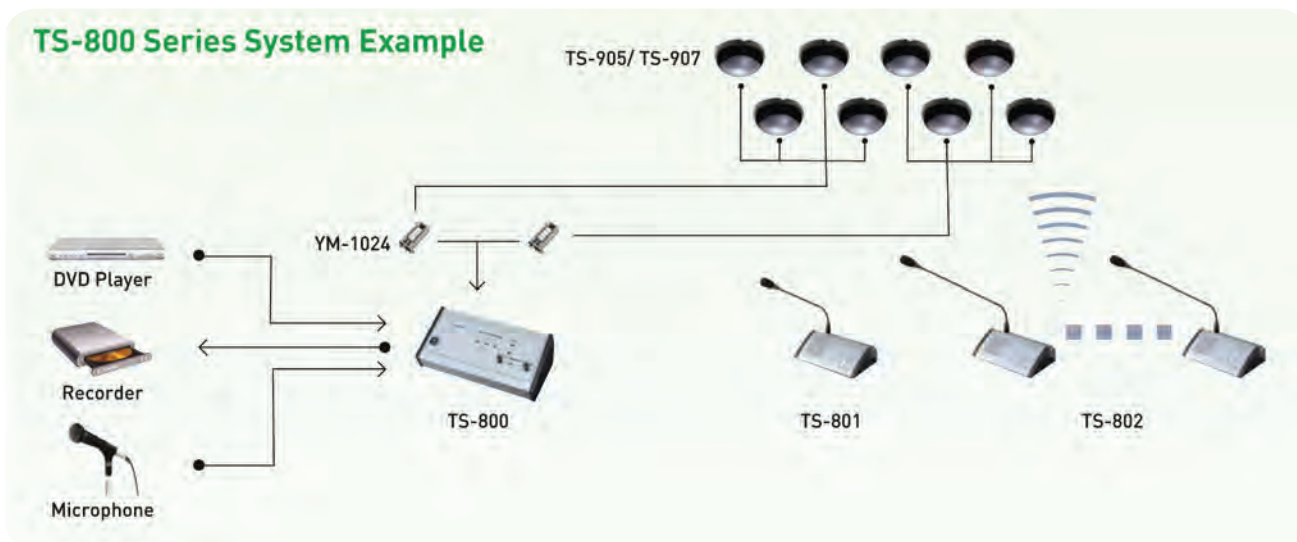 TS-800 Series System Example
TS-905/ TS-907
YM-1024
DVD Player
Recorder
Microphone
TS-800
TS-801
TS-802